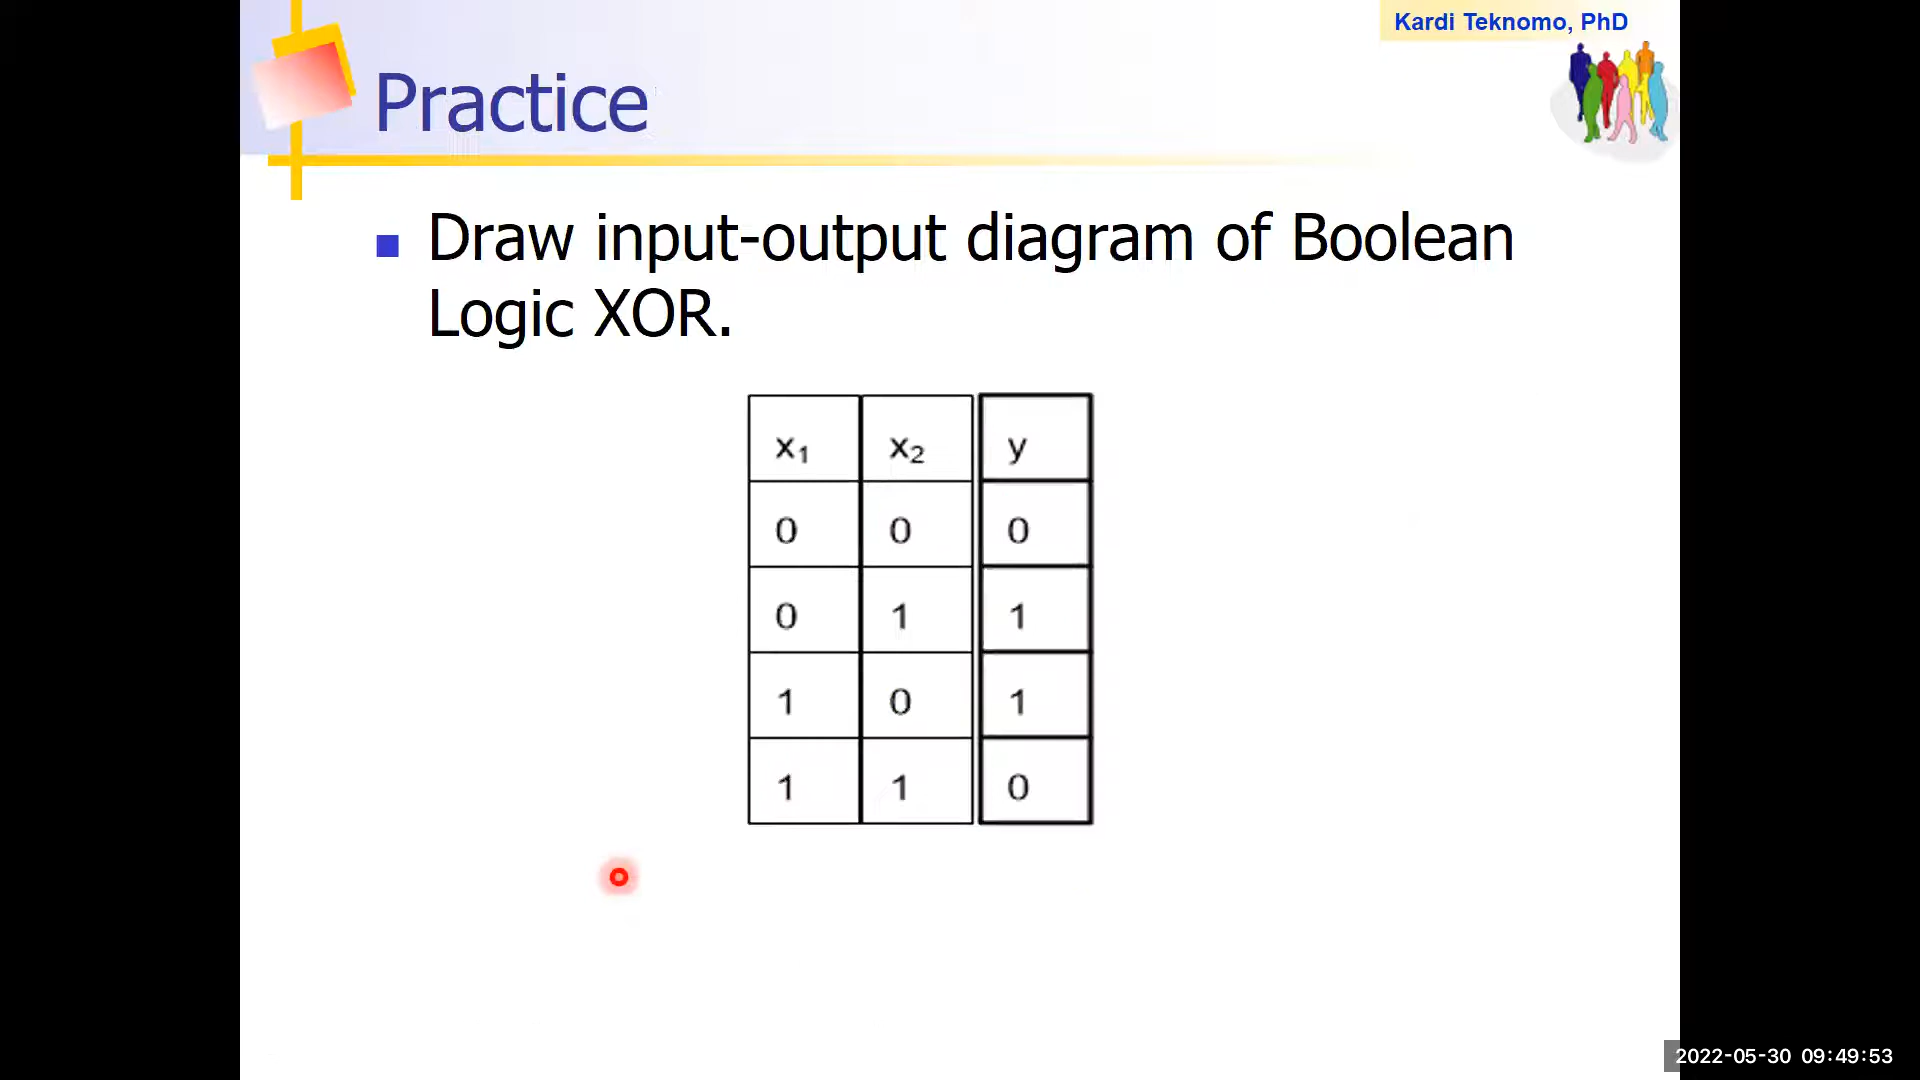 Kardi Teknomo, PhD
Practice
Draw input-output diagram of Boolean
Logic XOR.
x₁ x₂ y
0 0 0
0 1 1
1 0 1
1 1 0
2022-05-30 09:49:53